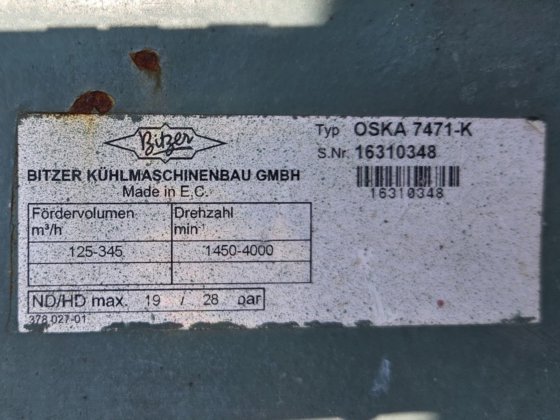 Bitzer
BITZER KÜHLMASCHINENBAU GMBH
Made in E.C.
Typ OSKA 7471-K
S.Nr. 16310348
16310348
Fördervolumen m³/h
Drehzahl min⁻¹
125-345
1450-4000
ND/HD max. 19 / 28 bar
378 027-01